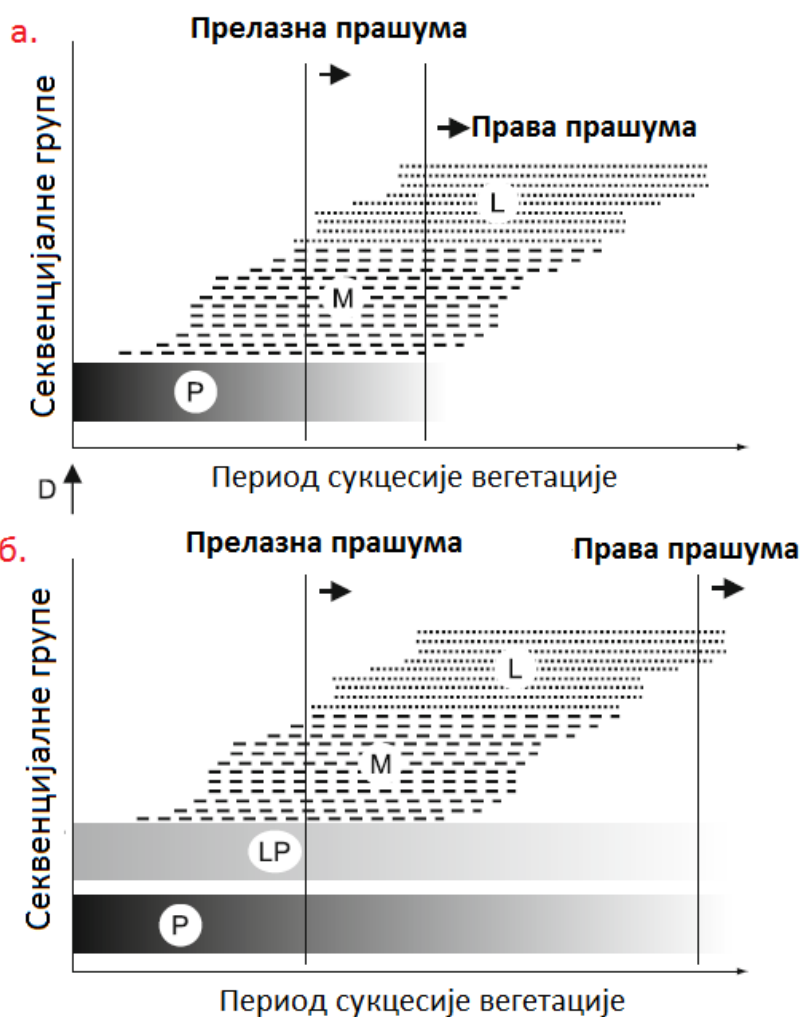 а.
Прелазна прашума
Права прашума
Секвенцијалне групе
L
M
P
Период сукцесије вегетације
D
б.
Прелазна прашума
Права прашума
Секвенцијалне групе
L
M
LP
P
Период сукцесије вегетације